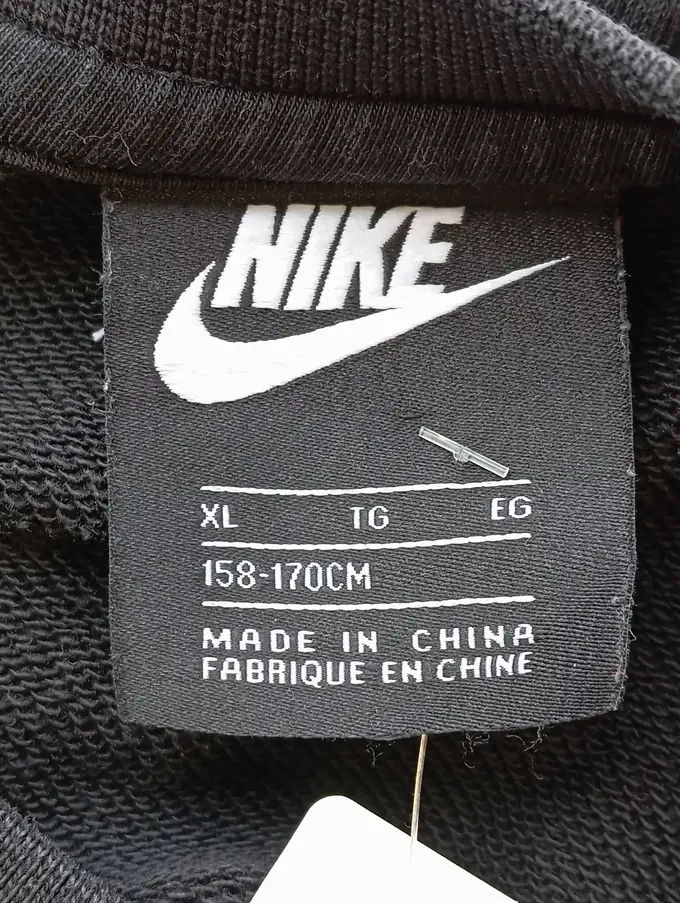 NIKE
XL TG EG
158-170CM
MADE IN CHINA
FABRIQUE EN CHINE